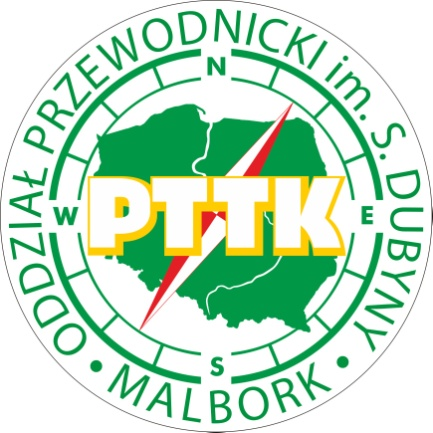 ODDZIAŁ PRZEWODNICKI im. S. DUBYNY
N
W PTTK E
S
• MALBORK •